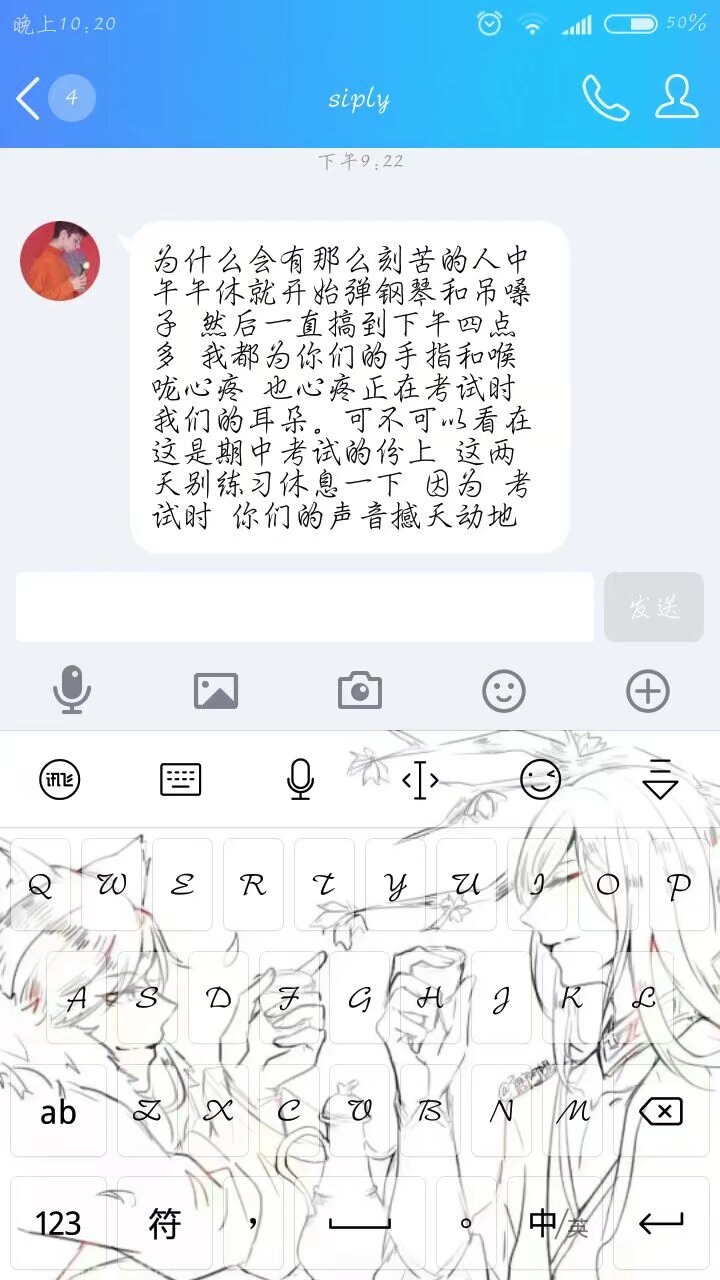 晚上10:20
50%
4
siply
下午9:22
为什么会有那么刻苦的人中
午午休就开始弹钢琴和吊嗓
子 然后一直搞到下午四点
多 我都为你们的手指和喉
咙心疼 也心疼正在考试时
我们的耳朵。可不可以看在
这是期中考试的份上 这两
天别练习休息一下 因为 考
试时 你们的声音撼天动地
发送
讯飞
Q W E R T Y U I O P
A S D F G H J K L
ab Z X C V B N M
123 符 , 。 中/英